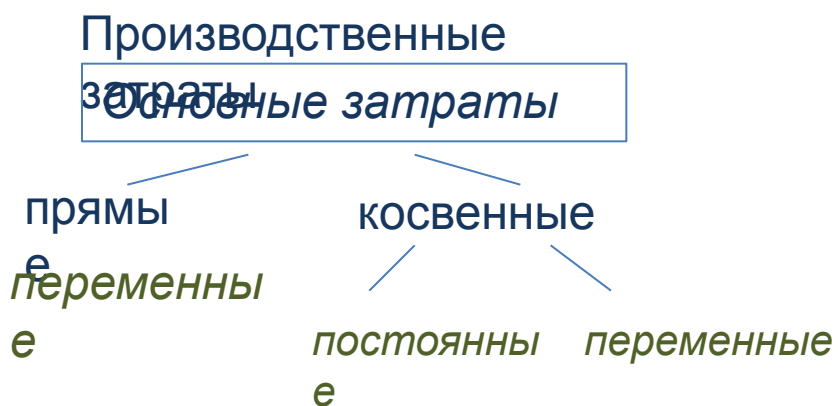 Производственные
затраты
Основные затраты
прямы
е
косвенные
переменны
е
постоянны
е
переменные